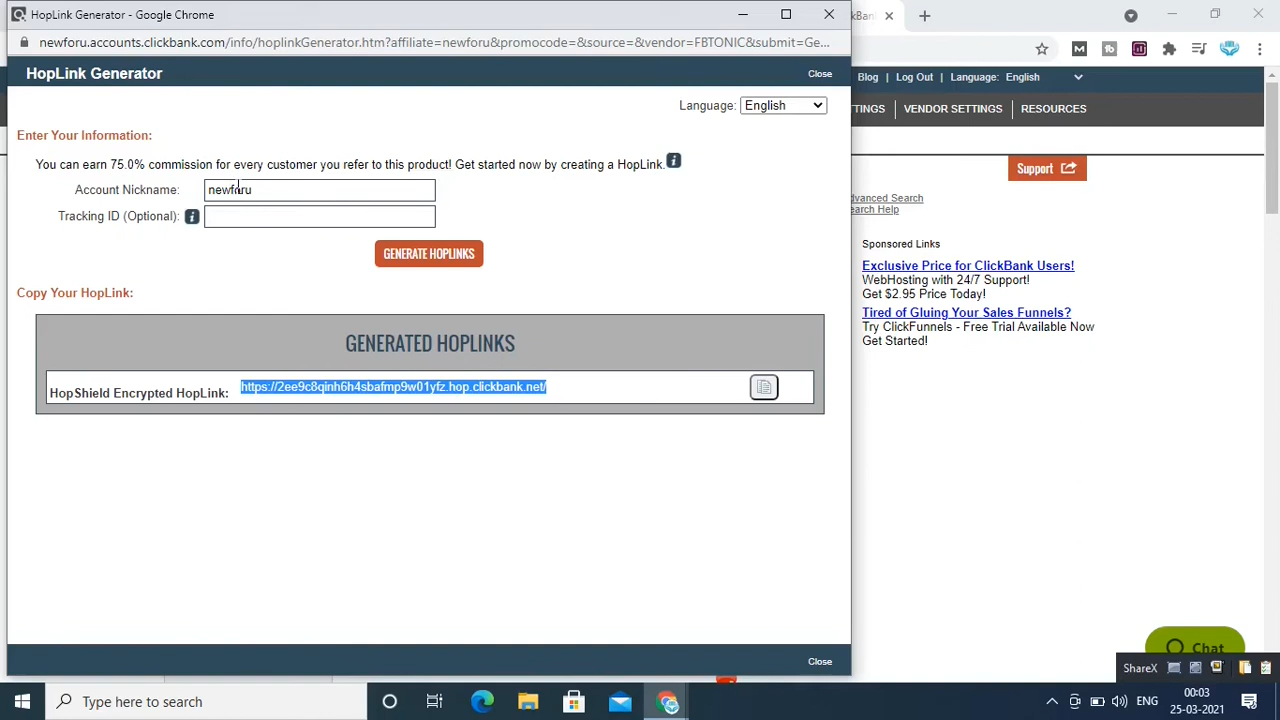 HopLink Generator - Google Chrome
ckBan
newforu.accounts.clickbank.com/info/hoplinkGenerator.htm?affiliate=newforu&promocode=&source=&vendor=FBTONIC&submit=Ge...
HopLink Generator
Close
Blog
Log Out
Language: English
Language: English
TTINGS
VENDOR SETTINGS
RESOURCES
Enter Your Information:
You can earn 75.0% commission for every customer you refer to this product! Get started now by creating a HopLink.
Support
Account Nickname: newforu
dvanced Search
Tracking ID (Optional):
earch Help
GENERATE HOPLINKS
Sponsored Links
Exclusive Price for ClickBank Users!
WebHosting with 24/7 Support!
Get $2.95 Price Today!
Copy Your HopLink:
Tired of Gluing Your Sales Funnels?
Try ClickFunnels - Free Trial Available Now
Get Started!
GENERATED HOPLINKS
HopShield Encrypted HopLink: https://2ee9c8qinh6h4sbafmp9w01yfz.hop.clickbank.net/
Chat
Close
ShareX
Type here to search
ENG
00:03
25-03-2021